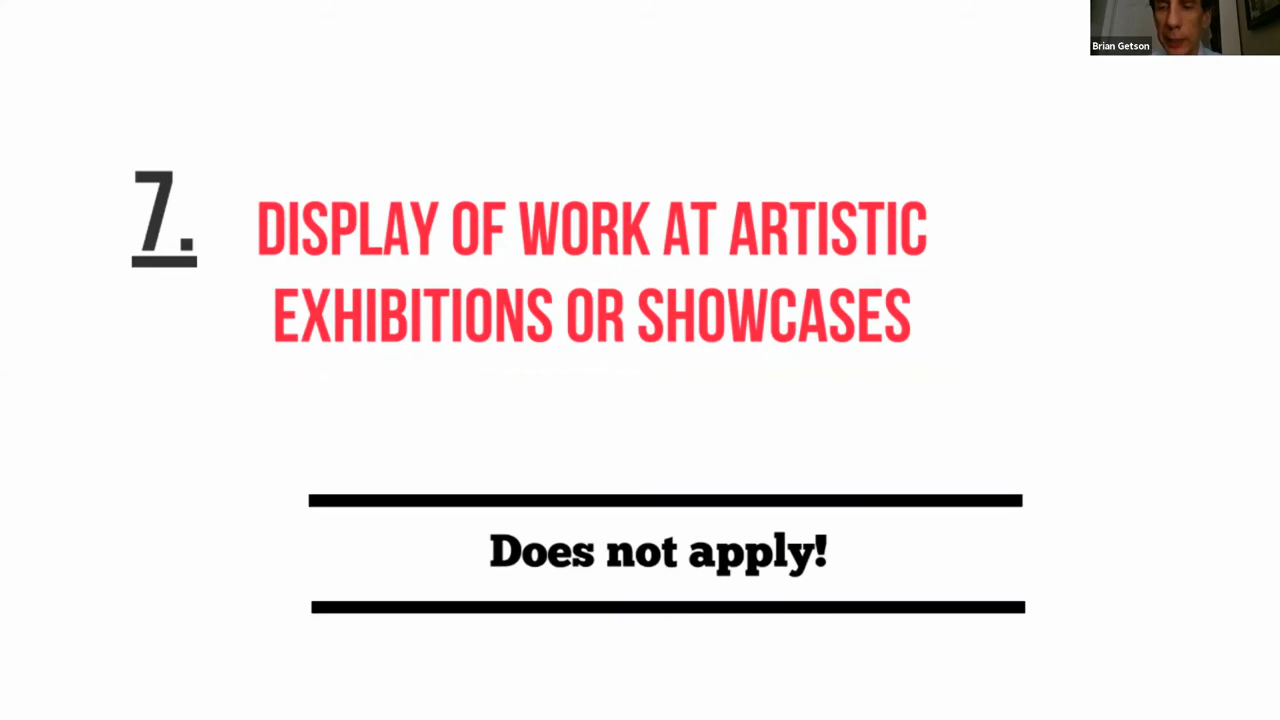 Brian Getson
7.
DISPLAY OF WORK AT ARTISTIC
EXHIBITIONS OR SHOWCASES
Does not apply!